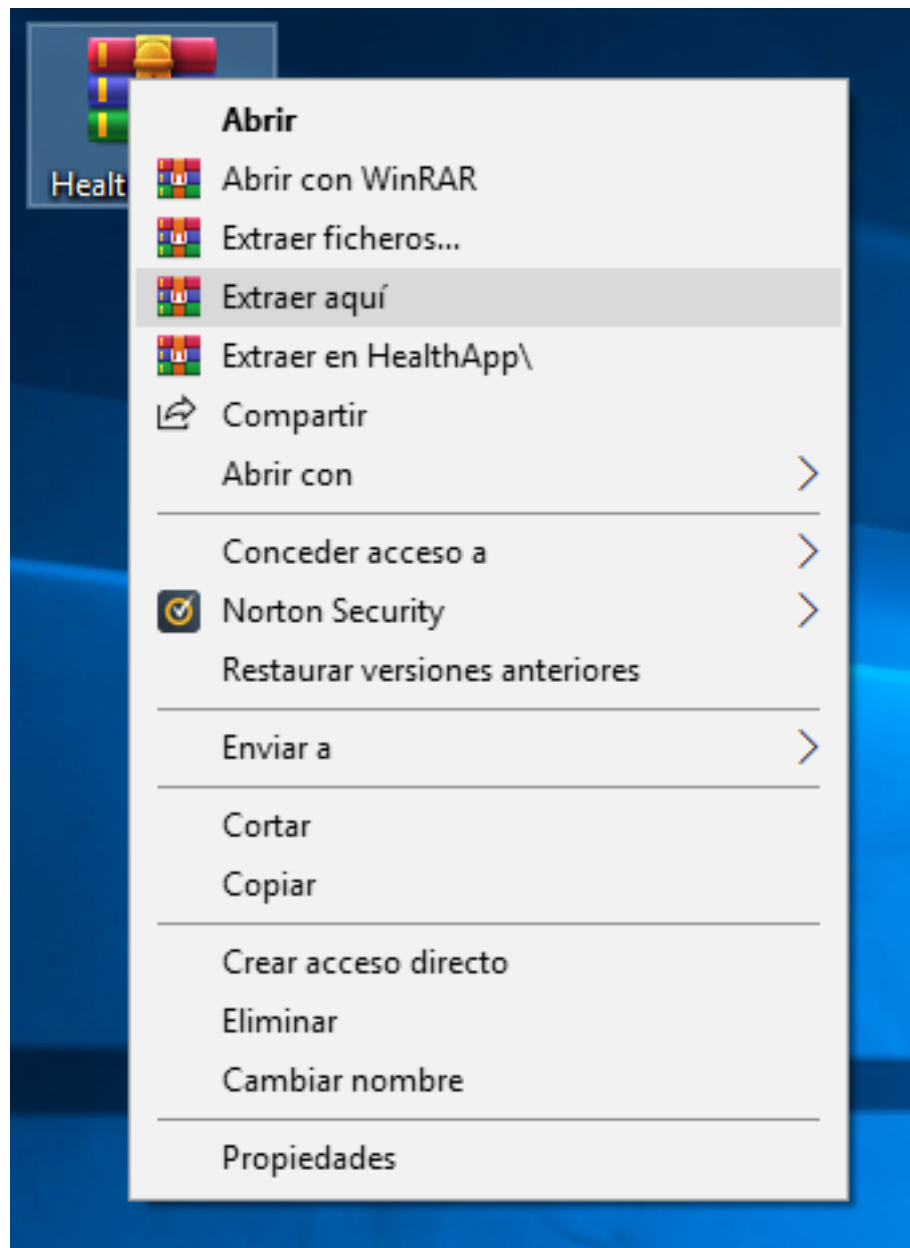 Healt
Abrir
Abrir con WinRAR
Extraer ficheros...
Extraer aquí
Extraer en HealthApp\
Compartir
Abrir con
Conceder acceso a
Norton Security
Restaurar versiones anteriores
Enviar a
Cortar
Copiar
Crear acceso directo
Eliminar
Cambiar nombre
Propiedades